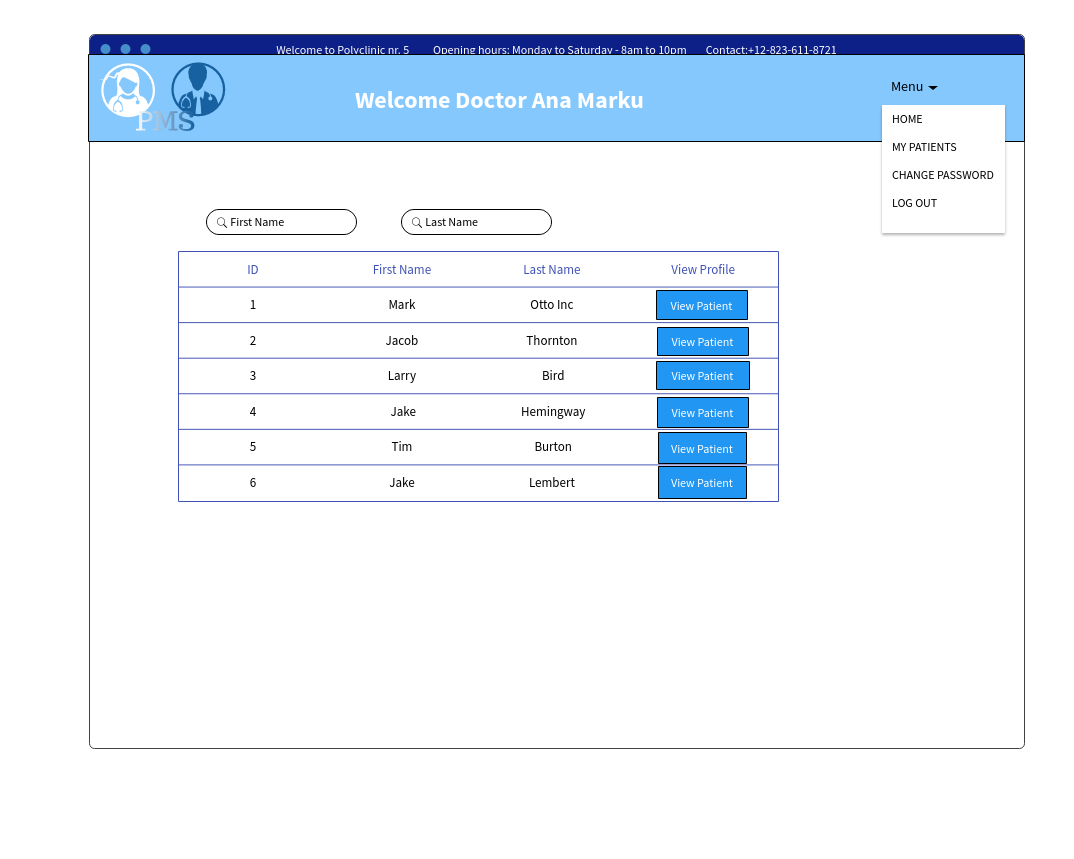 Welcome to Polyclinic nr. 5 Opening hours: Monday to Saturday - 8am to 10pm Contact:+12-823-611-8721
PMS
Welcome Doctor Ana Marku
Menu
HOME
MY PATIENTS
CHANGE PASSWORD
LOG OUT
First Name Last Name
ID First Name Last Name View Profile
1 Mark Otto Inc View Patient
2 Jacob Thornton View Patient
3 Larry Bird View Patient
4 Jake Hemingway View Patient
5 Tim Burton View Patient
6 Jake Lembert View Patient